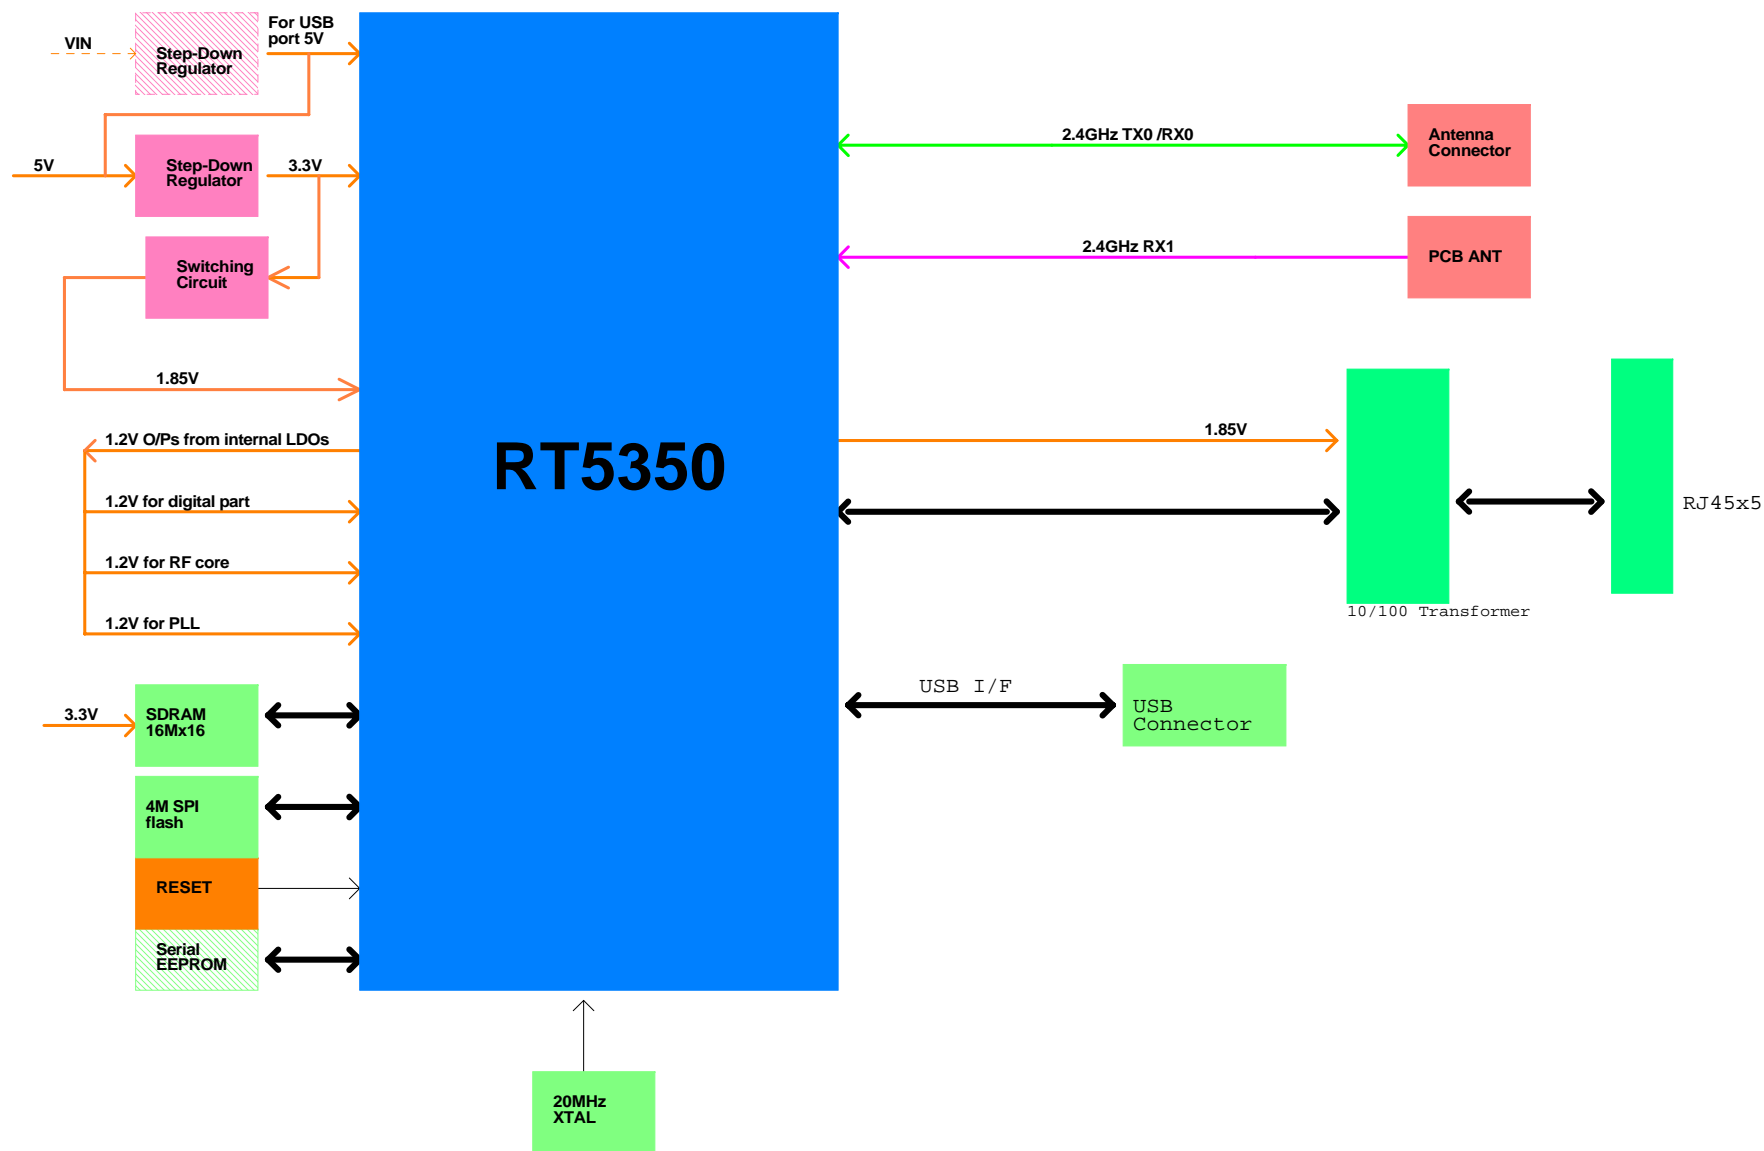 VIN
Step-Down
Regulator
For USB
port 5V
5V
Step-Down
Regulator
3.3V
Switching
Circuit
1.85V
1.2V O/Ps from internal LDOs
1.2V for digital part
1.2V for RF core
1.2V for PLL
3.3V
SDRAM
16Mx16
4M SPI
flash
RESET
Serial
EEPROM
RT5350
20MHz
XTAL
2.4GHz TX0 /RX0
Antenna
Connector
2.4GHz RX1
PCB ANT
1.85V
10/100 Transformer
RJ45x5
USB I/F
USB
Connector